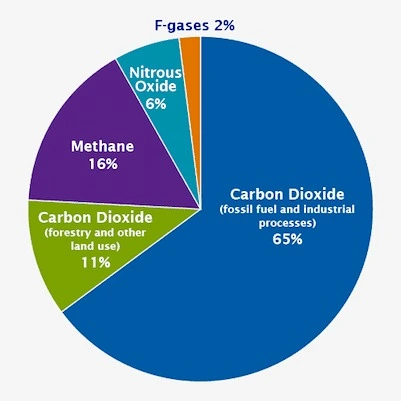 F-gases 2%
Nitrous
Oxide
6%
Methane
16%
Carbon Dioxide
(fossil fuel and industrial
processes)
65%
Carbon Dioxide
(forestry and other
land use)
11%